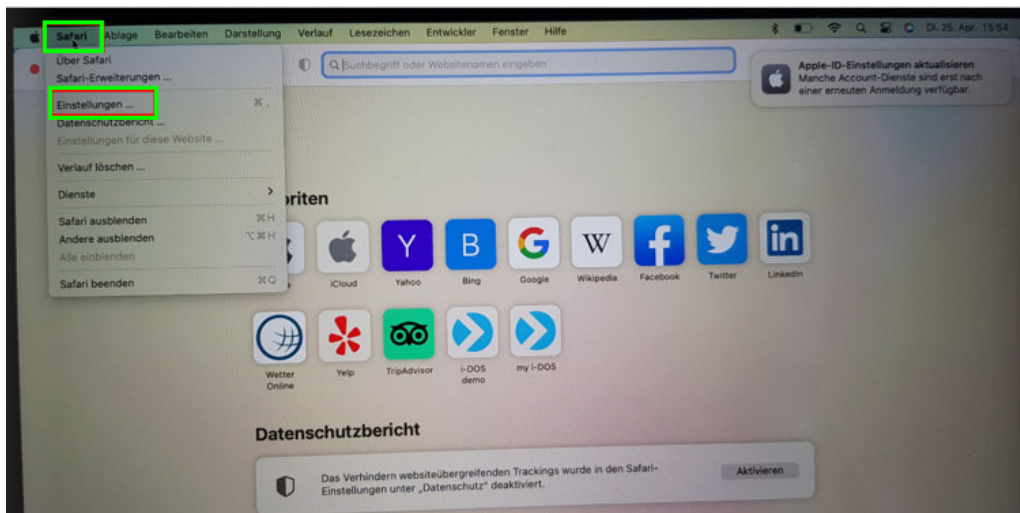 Safari Ablage Bearbeiten Darstellung Verlauf Lesezeichen Entwickler Fenster Hilfe Di. 25. Apr. 15:54
Über Safari
Safari-Erweiterungen ...
Einstellungen ... ⌘ ,
Datenschutzbericht ...
Einstellungen für diese Website ...
Verlauf löschen ...
Dienste >
Safari ausblenden ⌘H
Andere ausblenden ⌥⌘H
Alle einblenden
Safari beenden ⌘Q
Suchbegriff oder Websitenamen eingeben
Apple-ID-Einstellungen aktualisieren
Manche Account-Dienste sind erst nach
einer erneuten Anmeldung verfügbar.
oriten
iCloud Yahoo Bing Google Wikipedia Facebook Twitter LinkedIn
Y B G W f in
Wetter Online
Yelp
TripAdvisor
i-DOS demo
my i-DOS
Datenschutzbericht
Das Verhindern websiteübergreifenden Trackings wurde in den Safari-
Einstellungen unter „Datenschutz" deaktiviert.
Aktivieren